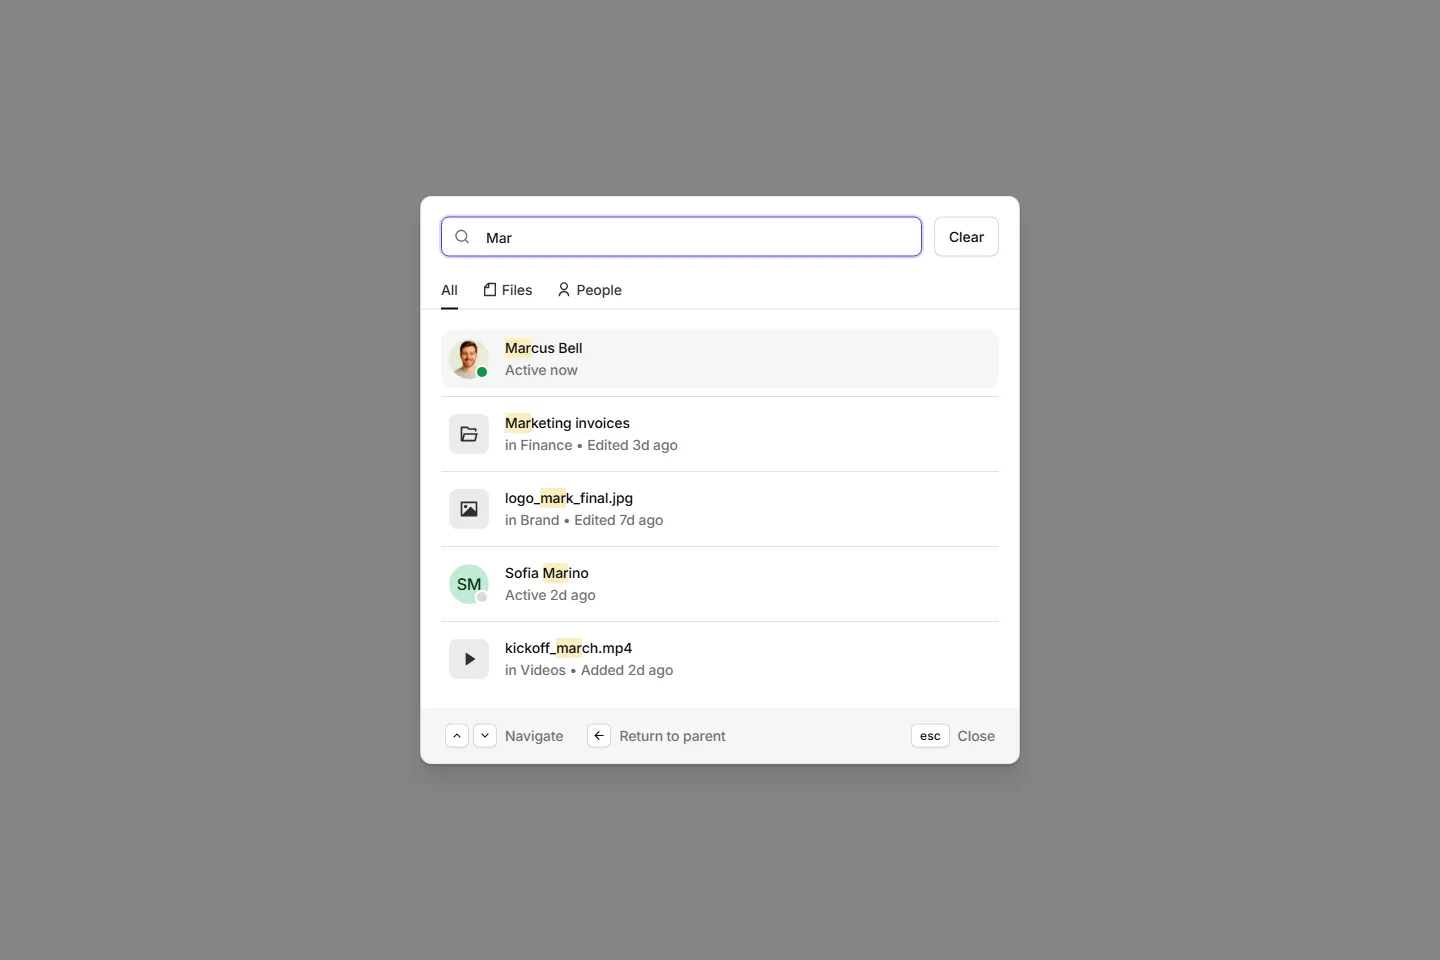 Mar
Clear
All
Files
People
Marcus Bell
Active now
Marketing invoices
in Finance • Edited 3d ago
logo_mark_final.jpg
in Brand • Edited 7d ago
SM
Sofia Marino
Active 2d ago
kickoff_march.mp4
in Videos • Added 2d ago
Navigate
Return to parent
esc
Close